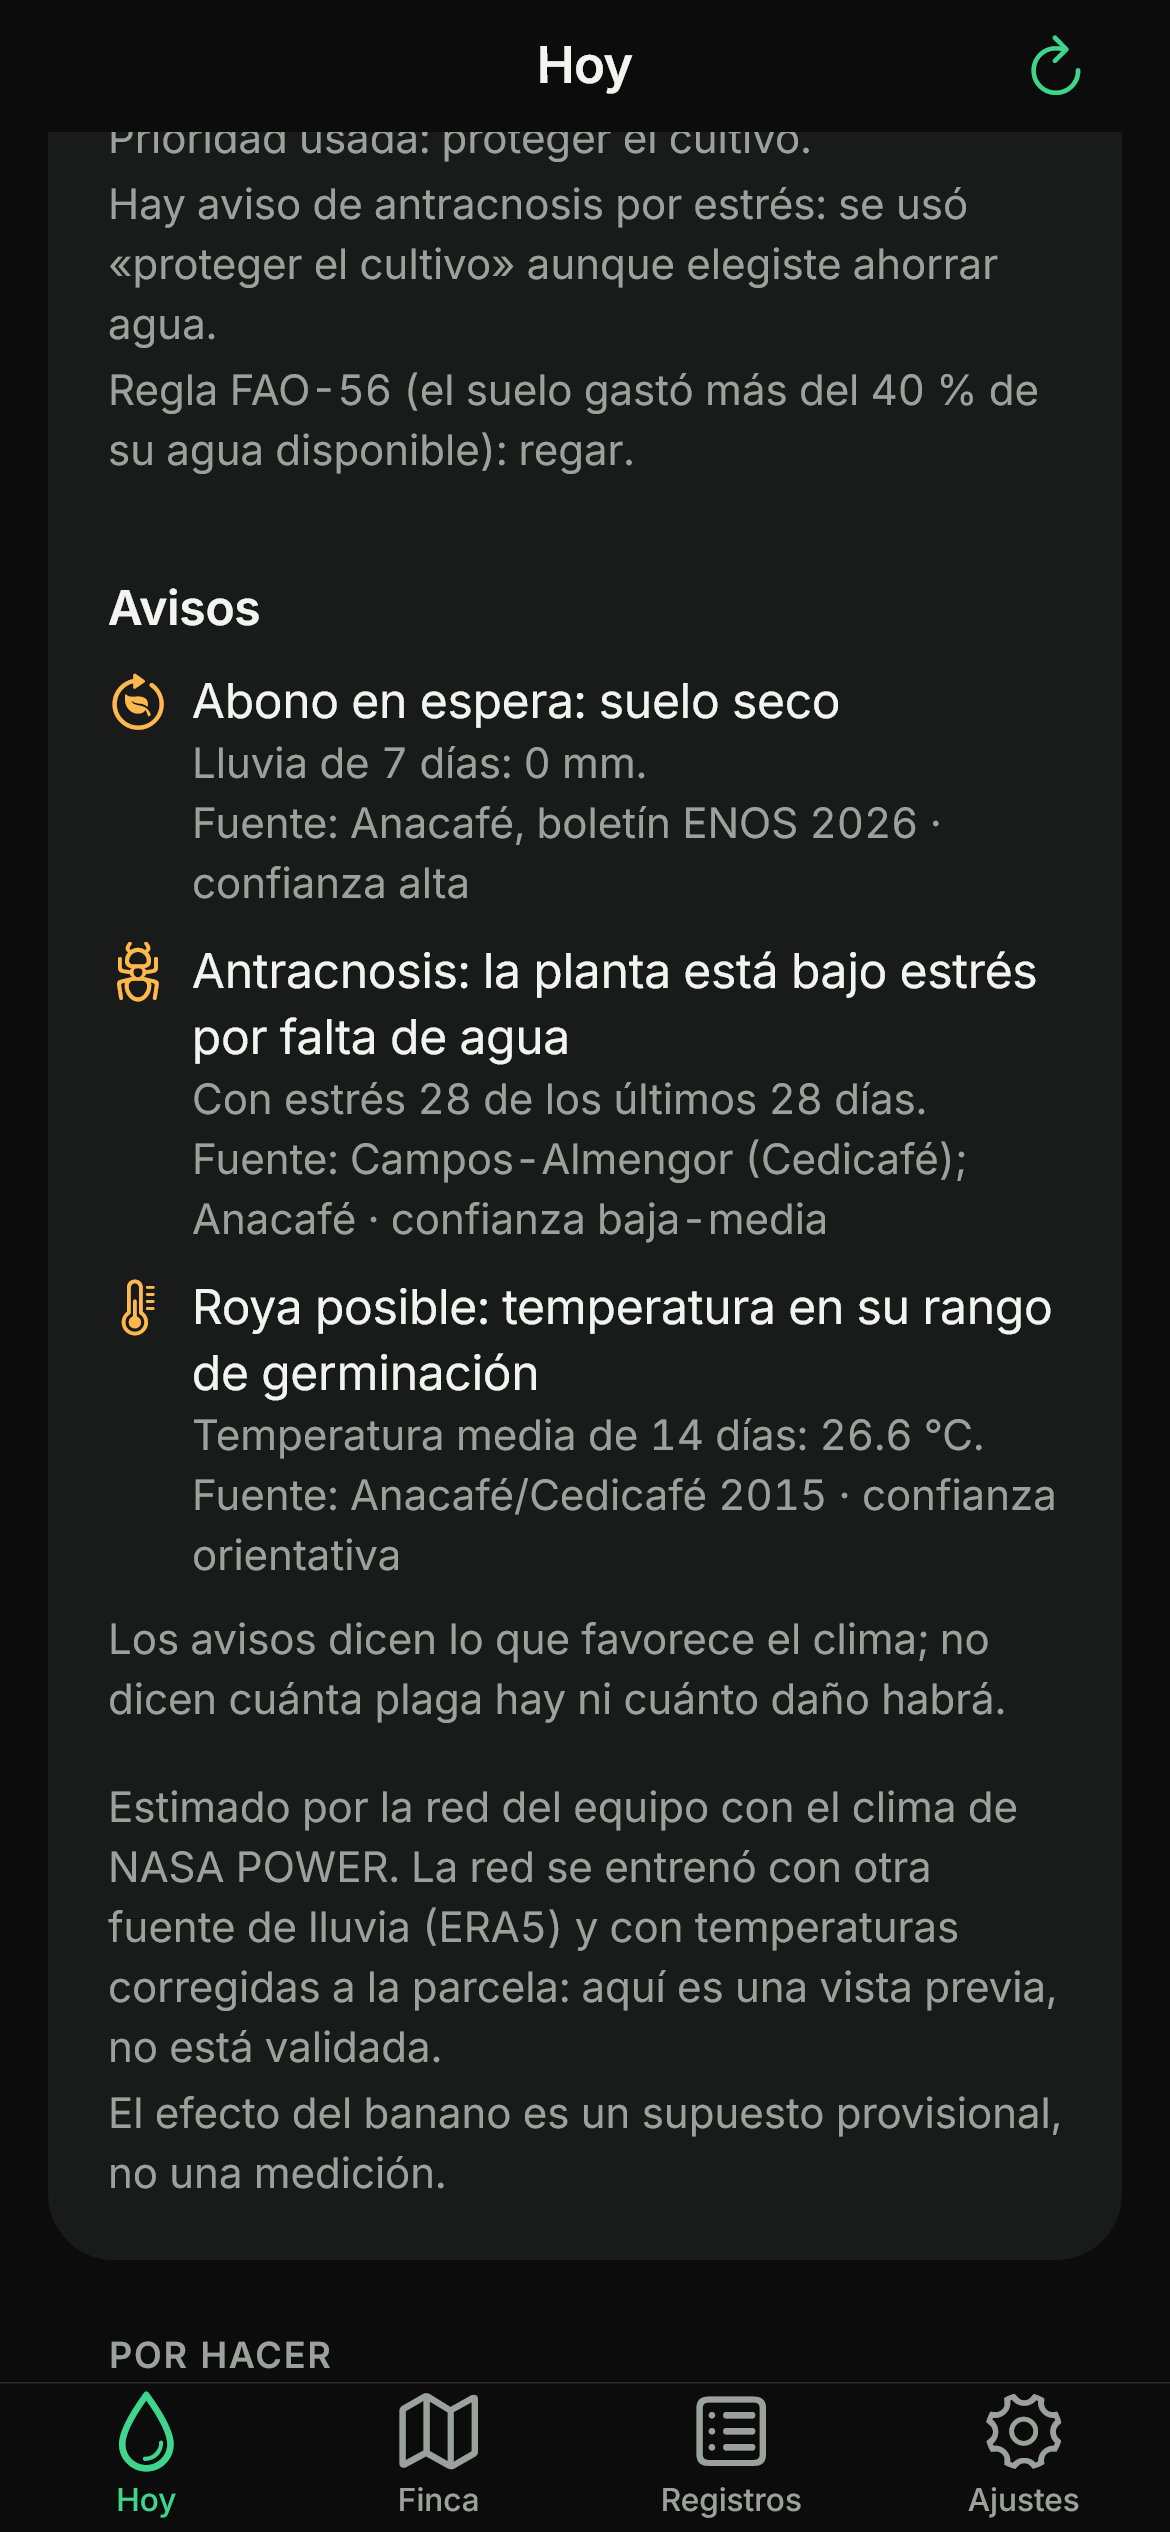 Hoy
Prioridad usada: proteger el cultivo.
Hay aviso de antracnosis por estrés: se usó
«proteger el cultivo» aunque elegiste ahorrar
agua.
Regla FAO-56 (el suelo gastó más del 40 % de
su agua disponible): regar.
Avisos
Abono en espera: suelo seco
Lluvia de 7 días: 0 mm.
Fuente: Anacafé, boletín ENOS 2026 ·
confianza alta
Antracnosis: la planta está bajo estrés
por falta de agua
Con estrés 28 de los últimos 28 días.
Fuente: Campos-Almengor (Cedicafé);
Anacafé · confianza baja-media
Roya posible: temperatura en su rango
de germinación
Temperatura media de 14 días: 26.6 °C.
Fuente: Anacafé/Cedicafé 2015 · confianza
orientativa
Los avisos dicen lo que favorece el clima; no
dicen cuánta plaga hay ni cuánto daño habrá.
Estimado por la red del equipo con el clima de
NASA POWER. La red se entrenó con otra
fuente de lluvia (ERA5) y con temperaturas
corregidas a la parcela: aquí es una vista previa,
no está validada.
El efecto del banano es un supuesto provisional,
no una medición.
POR HACER
Hoy
Finca
Registros
Ajustes